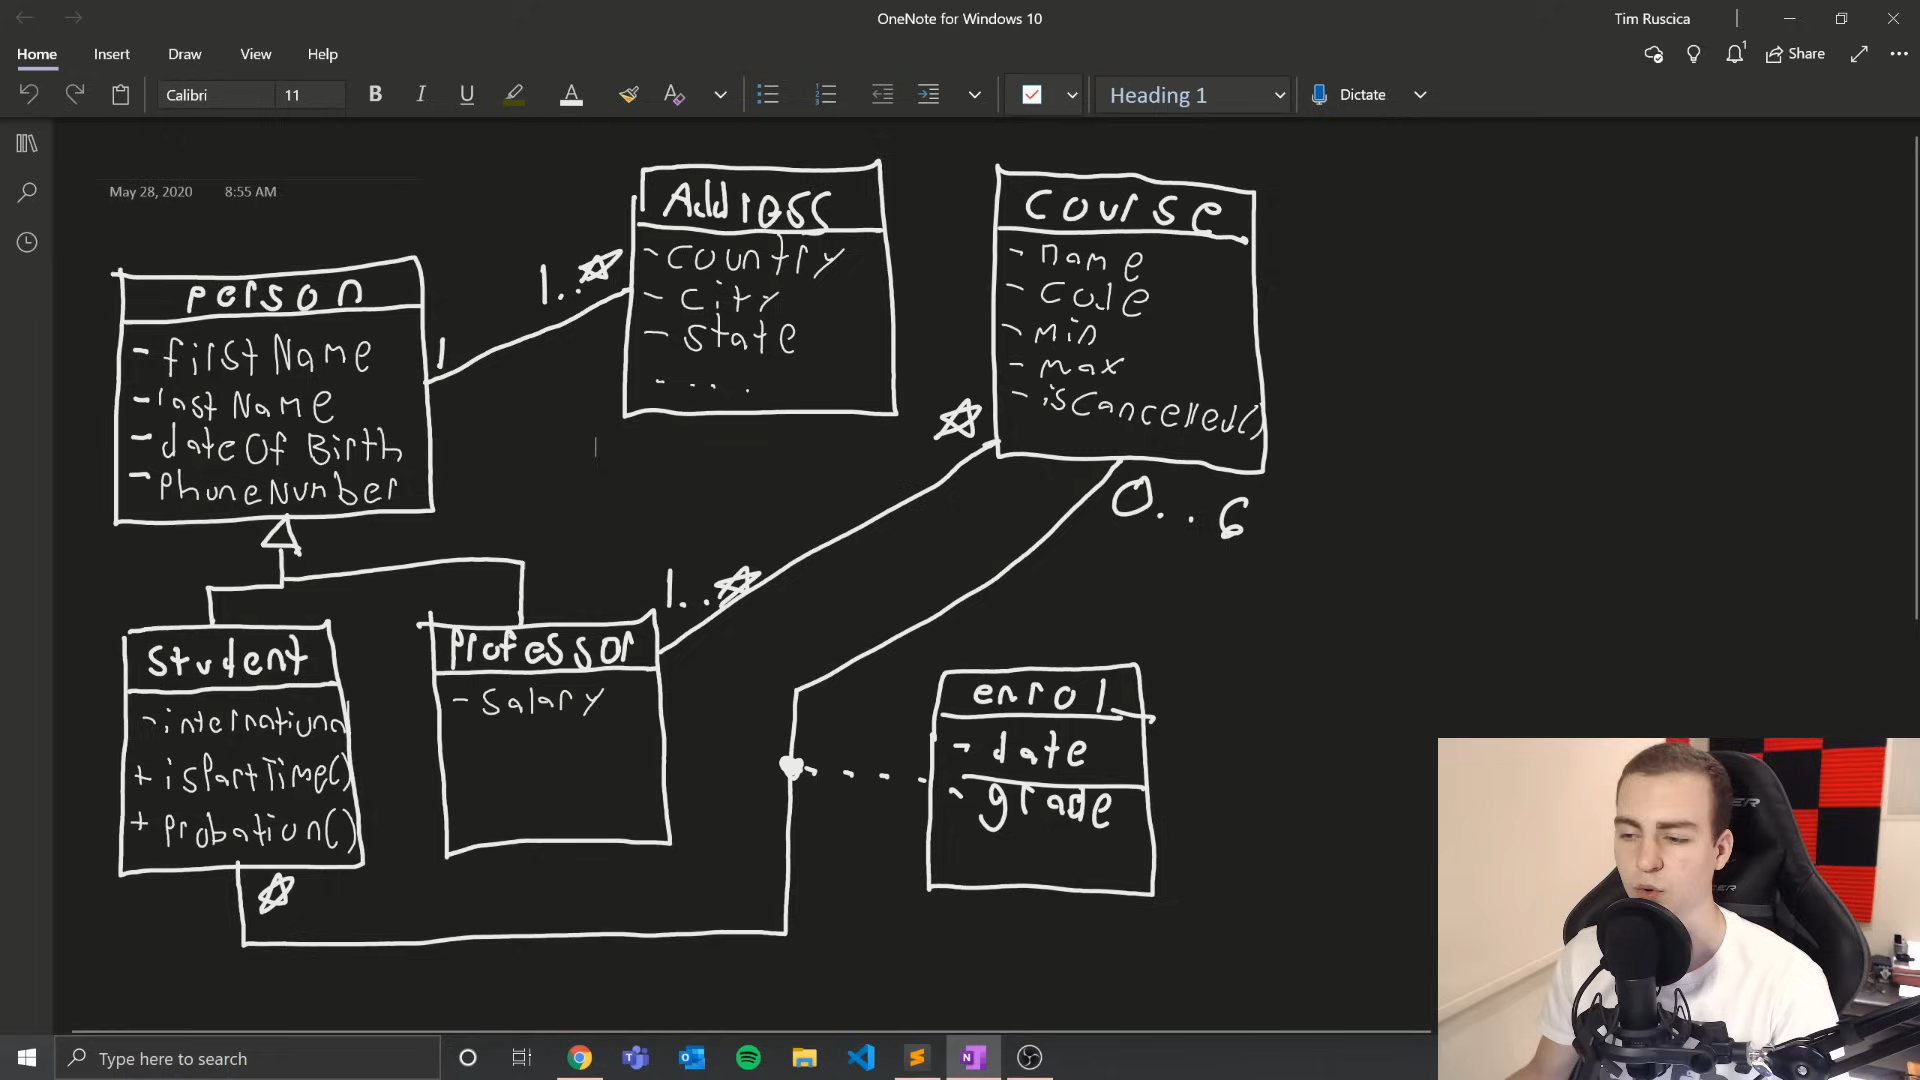 OneNote for Windows 10
Tim Ruscica
Home Insert Draw View Help
1
Share
Calibri 11 B I U A Heading 1 Dictate
May 28, 2020 8:55 AM
person
- firstName
- lastName
- dateOf Birth
- PhoneNumber
1
1..*
Address
- country
- city
- state
- ....
course
- name
- code
- min
- max
- isCancelled()
*
0..6
1..*
Student
- internationa
+ isPartTime()
+ Probation()
*
Professor
- salary
enrol
- date
- grade
Type here to search